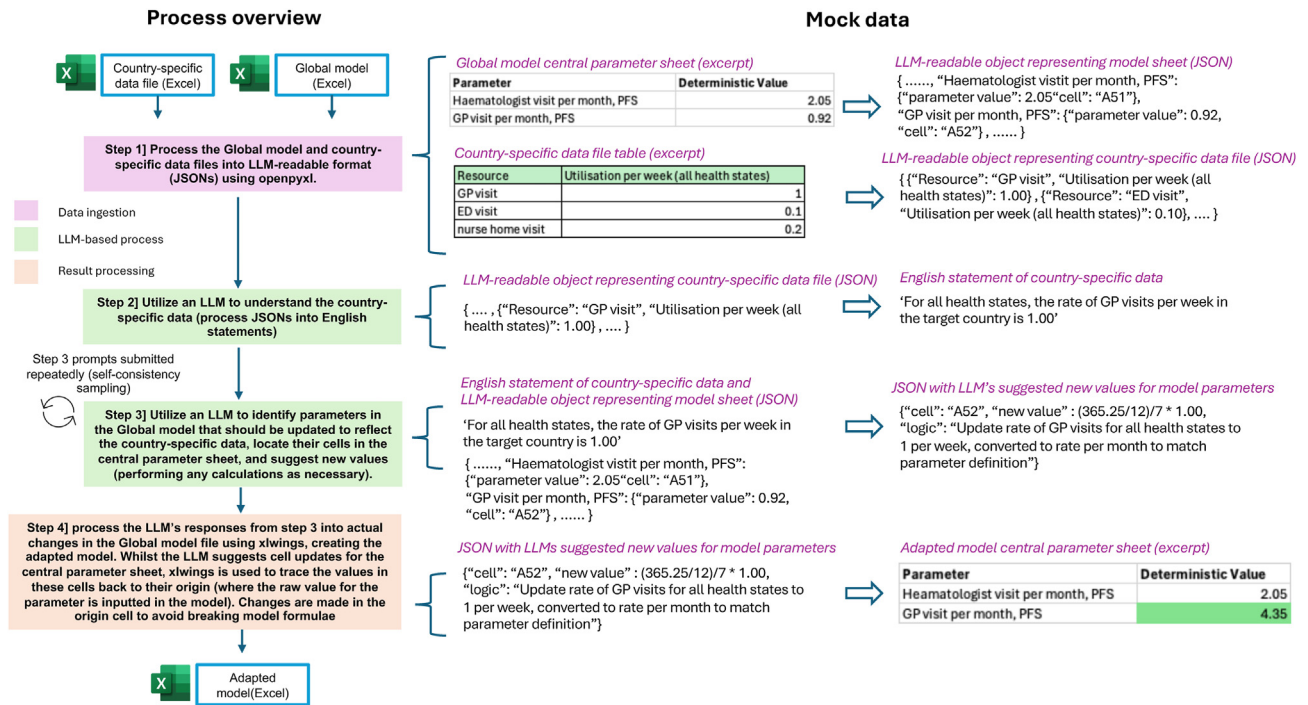 Process overview
Mock data
X
Country-specific
data file (Excel)
X
Global model
(Excel)
Step 1] Process the Global model and country-
specific data files into LLM-readable format
(JSONs) using openpyxl.
Data ingestion
LLM-based process
Result processing
Step 2] Utilize an LLM to understand the country-
specific data (process JSONs into English
statements)
Step 3 prompts submitted
repeatedly (self-consistency
sampling)
Step 3] Utilize an LLM to identify parameters in
the Global model that should be updated to reflect
the country-specific data, locate their cells in the
central parameter sheet, and suggest new values
(performing any calculations as necessary).
Step 4] process the LLM's responses from step 3 into actual
changes in the Global model file using xlwings, creating the
adapted model. Whilst the LLM suggests cell updates for the
central parameter sheet, xlwings is used to trace the values in
these cells back to their origin (where the raw value for the
parameter is inputted in the model). Changes are made in the
origin cell to avoid breaking model formulae
X
Adapted
model(Excel)
Global model central parameter sheet (excerpt)
Parameter Deterministic Value
Haematologist visit per month, PFS 2.05
GP visit per month, PFS 0.92
LLM-readable object representing model sheet (JSON)
{ ......, “Haematologist vistit per month, PFS”:
{“parameter value”: 2.05“cell”: “A51”},
“GP visit per month, PFS”: {“parameter value”: 0.92,
“cell”: “A52”} , ...... }
Country-specific data file table (excerpt)
Resource Utilisation per week (all health states)
GP visit 1
ED visit 0.1
nurse home visit 0.2
LLM-readable object representing country-specific data file (JSON)
{ {“Resource”: “GP visit”, “Utilisation per week (all
health states)”: 1.00} , {“Resource”: “ED visit”,
“Utilisation per week (all health states)”: 0.10}, .... }
LLM-readable object representing country-specific data file (JSON)
{ .... , {“Resource”: “GP visit”, “Utilisation per week (all
health states)”: 1.00} , .... }
English statement of country-specific data
‘For all health states, the rate of GP visits per week in
the target country is 1.00’
English statement of country-specific data and
LLM-readable object representing model sheet (JSON)
‘For all health states, the rate of GP visits per week in
the target country is 1.00’
{ ......, “Haematologist vistit per month, PFS”:
{“parameter value”: 2.05“cell”: “A51”},
“GP visit per month, PFS”: {“parameter value”: 0.92,
“cell”: “A52”} , ...... }
JSON with LLM’s suggested new values for model parameters
{“cell”: “A52”, “new value” : (365.25/12)/7 * 1.00,
“logic”: “Update rate of GP visits for all health states to
1 per week, converted to rate per month to match
parameter definition”}
JSON with LLMs suggested new values for model parameters
{“cell”: “A52”, “new value” : (365.25/12)/7 * 1.00,
“logic”: “Update rate of GP visits for all health states to
1 per week, converted to rate per month to match
parameter definition”}
Adapted model central parameter sheet (excerpt)
Parameter Deterministic Value
Heamatologist visit per month, PFS 2.05
GP visit per month, PFS 4.35